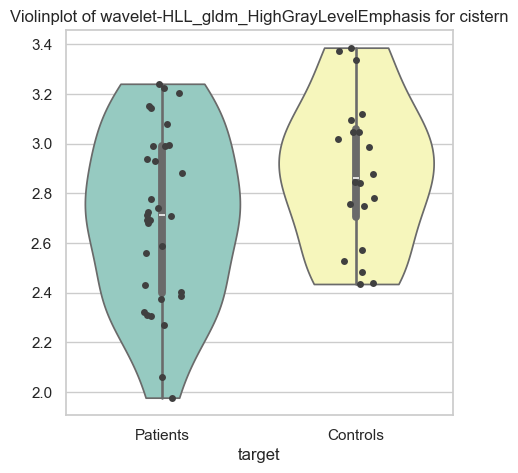 Violinplot of wavelet-HLL_gldm_HighGrayLevelEmphasis for cistern
3.4
3.2
3.0
2.8
2.6
2.4
2.2
2.0
Patients Controls
target